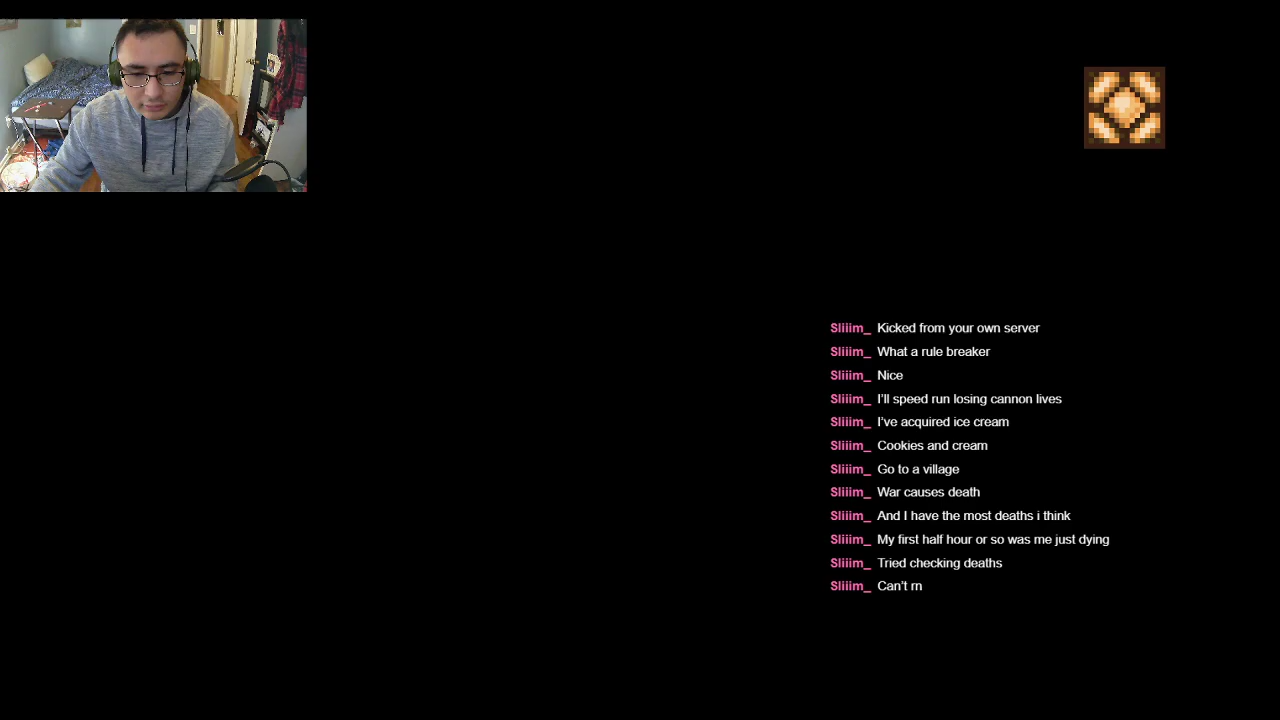 Sliiim_ Kicked from your own server
Sliiim_ What a rule breaker
Sliiim_ Nice
Sliiim_ I'll speed run losing cannon lives
Sliiim_ I've acquired ice cream
Sliiim_ Cookies and cream
Sliiim_ Go to a village
Sliiim_ War causes death
Sliiim_ And I have the most deaths i think
Sliiim_ My first half hour or so was me just dying
Sliiim_ Tried checking deaths
Sliiim_ Can't rn